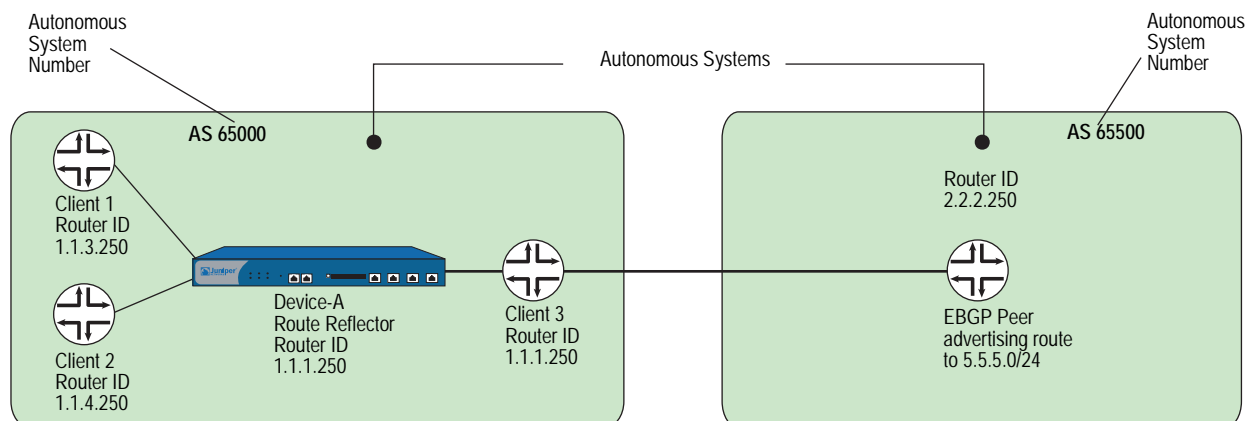 Autonomous
System
Number
Autonomous Systems
Autonomous
System
Number
AS 65000
AS 65500
Client 1
Router ID
1.1.3.250
Juniper
Device-A
Route Reflector
Router ID
1.1.1.250
Client 2
Router ID
1.1.4.250
Client 3
Router ID
1.1.1.250
Router ID
2.2.2.250
EBGP Peer
advertising route
to 5.5.5.0/24